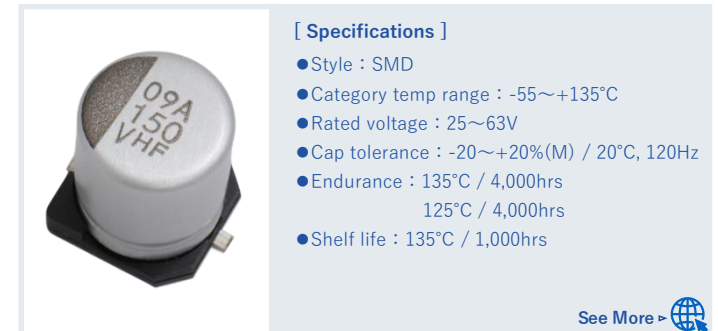 [ Specifications ]
●Style：SMD
●Category temp range：-55～+135℃
●Rated voltage：25～63V
●Cap tolerance：-20～+20%(M) / 20℃, 120Hz
●Endurance：135℃ / 4,000hrs
125℃ / 4,000hrs
●Shelf life：135℃ / 1,000hrs
09A
150
VHF
See More ▻